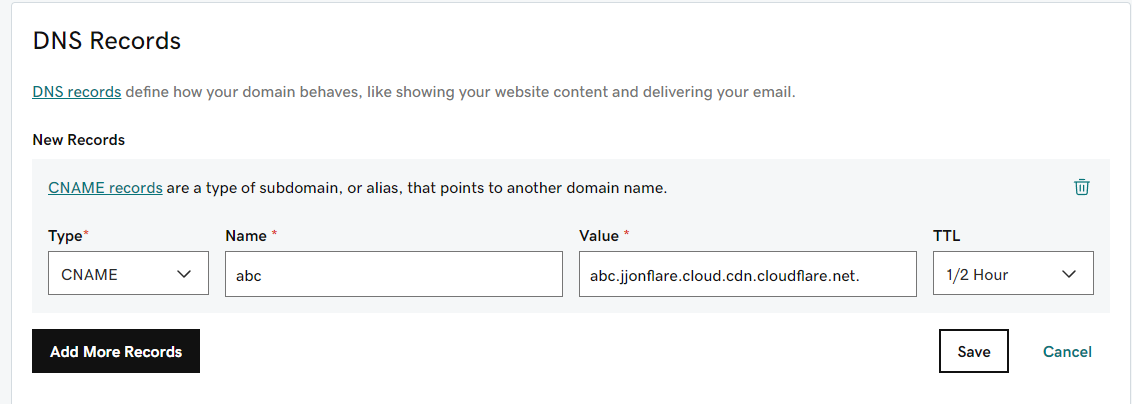 DNS Records
DNS records define how your domain behaves, like showing your website content and delivering your email.
New Records
CNAME records are a type of subdomain, or alias, that points to another domain name.
Type* Name * Value * TTL
CNAME abc abc.jjonflare.cloud.cdn.cloudflare.net. 1/2 Hour
Add More Records Save Cancel